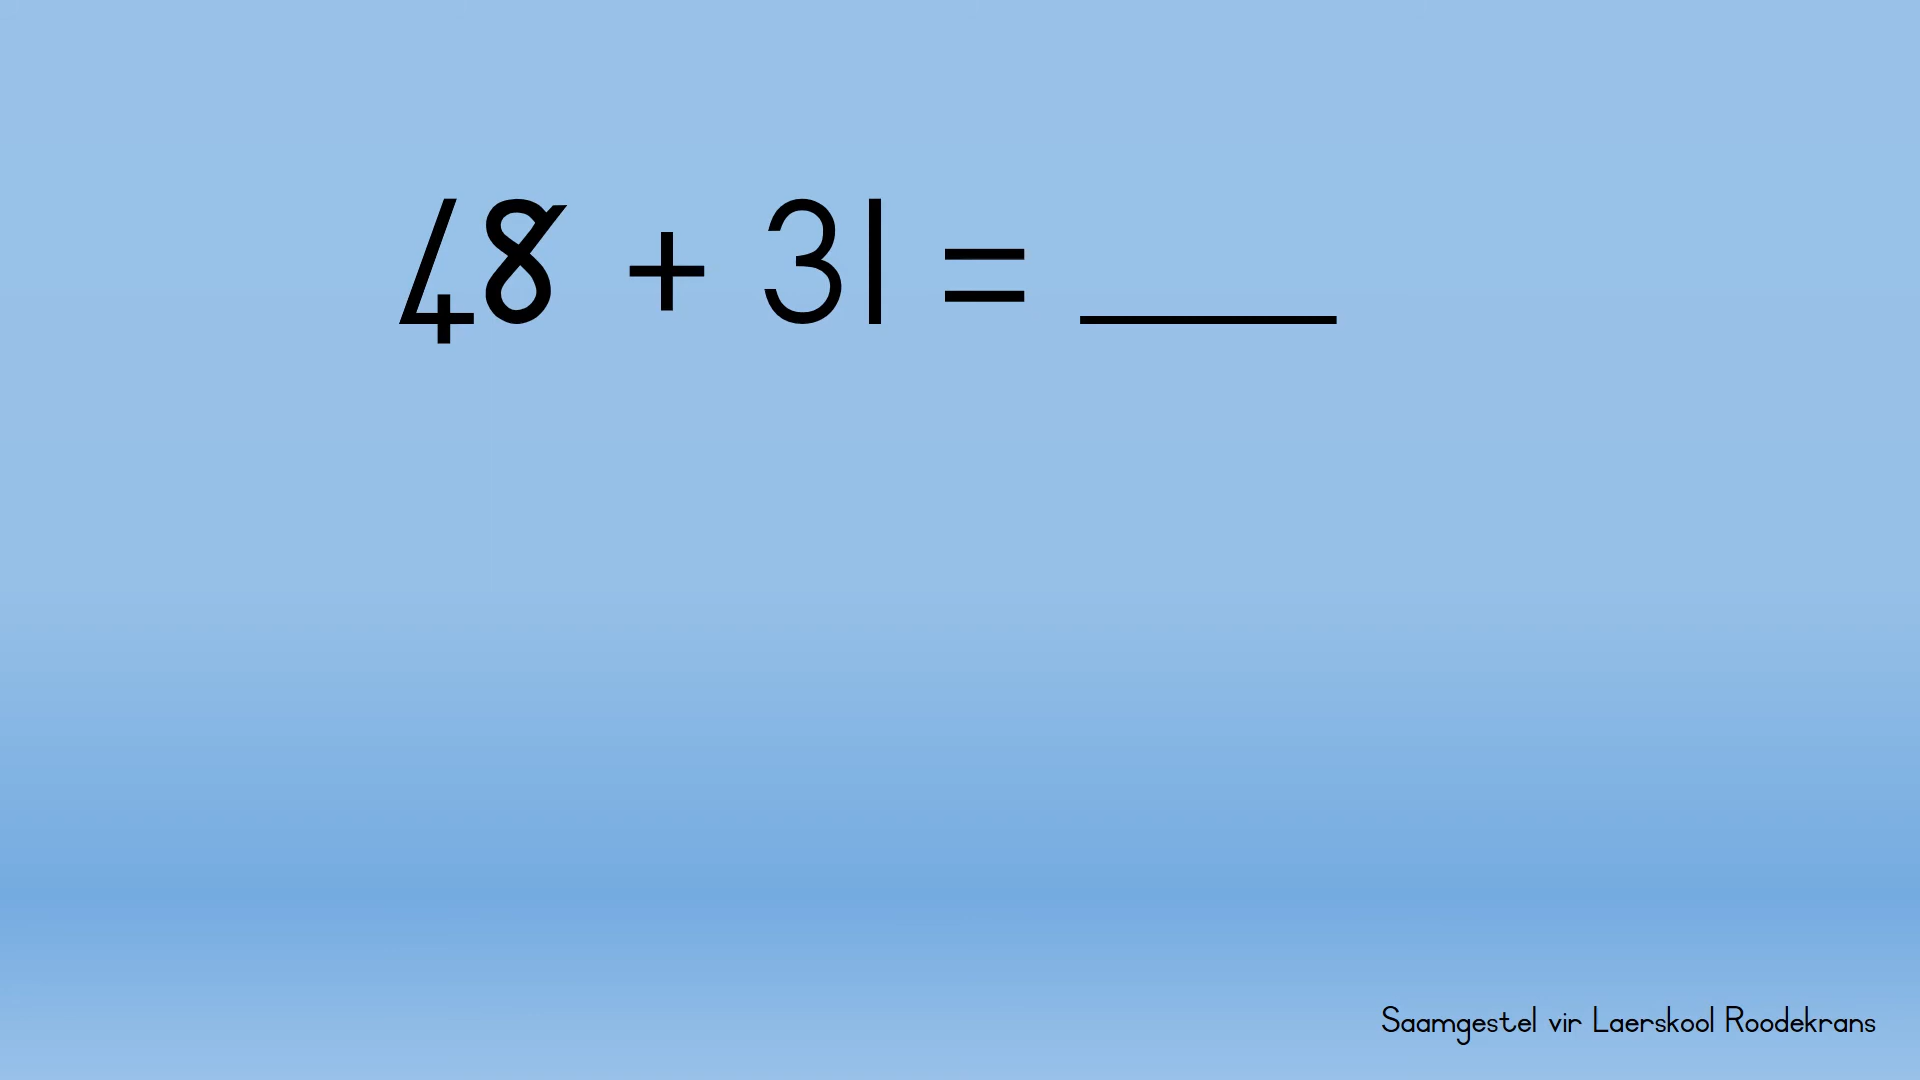 48 + 31 = ____
Saamgestel vir Laerskool Roodekrans